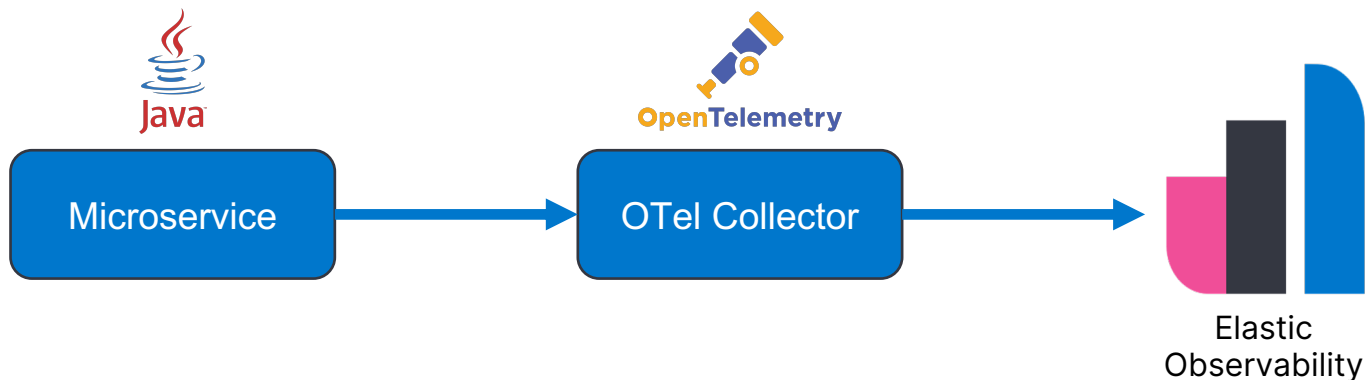 Java
OpenTelemetry
Microservice
OTel Collector
Elastic
Observability